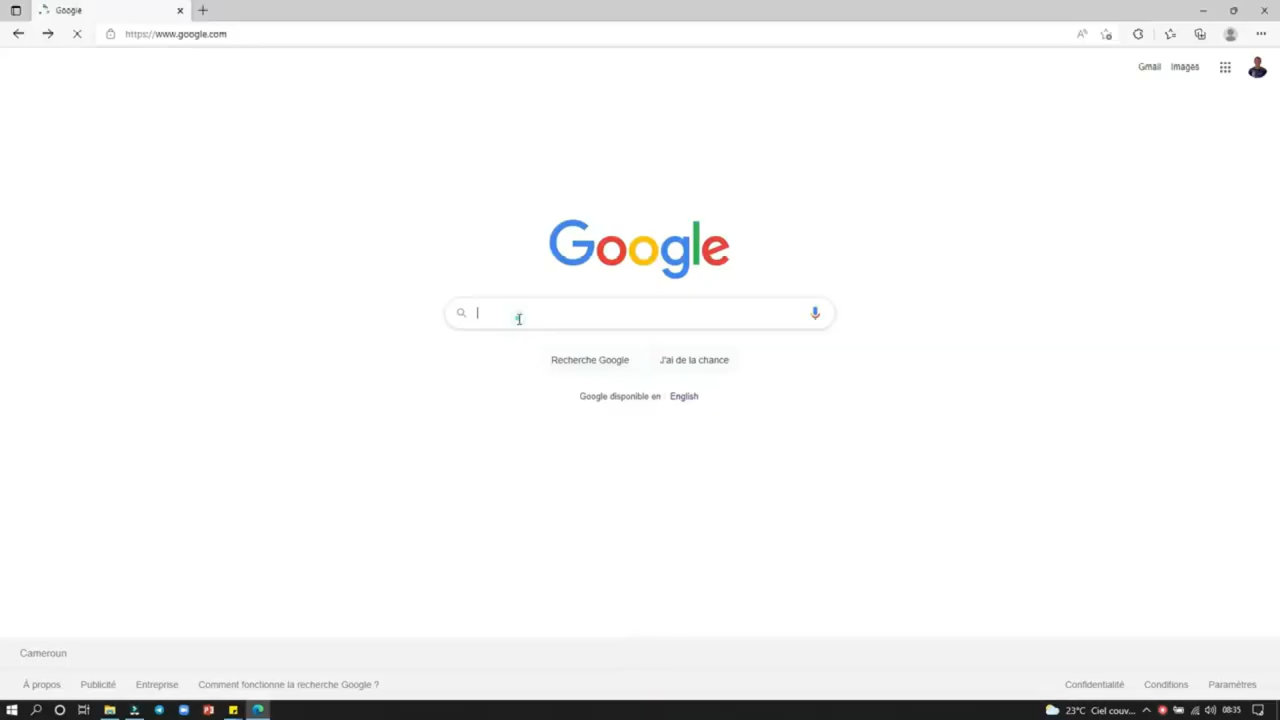 Google
https://www.google.com
Gmail Images
Google
Recherche Google J'ai de la chance
Google disponible en English
Cameroun
À propos Publicité Entreprise Comment fonctionne la recherche Google ? Confidentialité Conditions Paramètres
23°C Ciel couv... 08:35